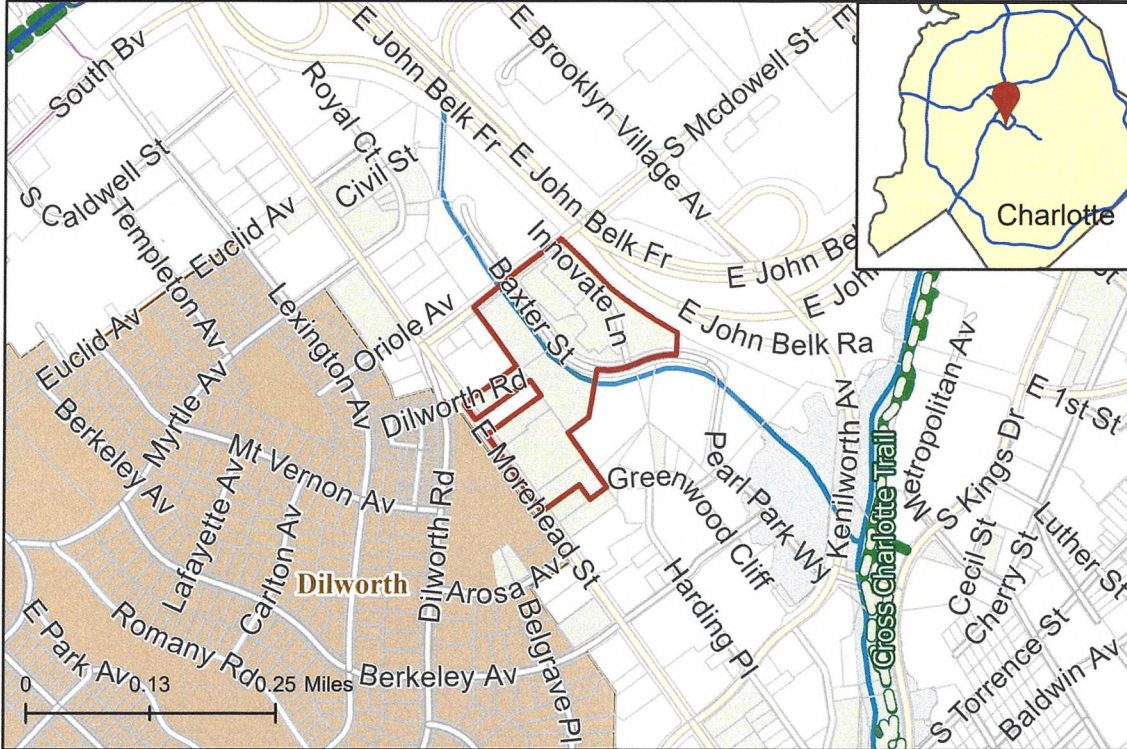 South Bv
E John Belk Fr
E Brooklyn Village Av
S Mcdowell St
E
Charlotte
Royal Ct
Civil St
S Caldwell St
Templeton Av
Euclid Av
E John Belk Fr
Innovate Ln
Baxter St
E John Bel
E John
E John Belk Ra
Lexington Av
Oriole Av
Euclid Av
Myrtle Av
Berkeley Av
Mt Vernon Av
Dilworth Rd
E Morehead St
Metropolitan Av
E 1st St
S Kings Dr
Kenilworth Av
Cross Charlotte Trail
Pearl Park Wy
Greenwood Cliff
Harding Pl
Lafayette Av
Carlton Av
Dilworth
Dilworth Rd
Arosa Av
Belgrave Pl
Romany Rd
E Park Av
Berkeley Av
M
Luther St
Cecil St
Cherry St
S Torrence St
Baldwin Av
0 0.13 0.25 Miles